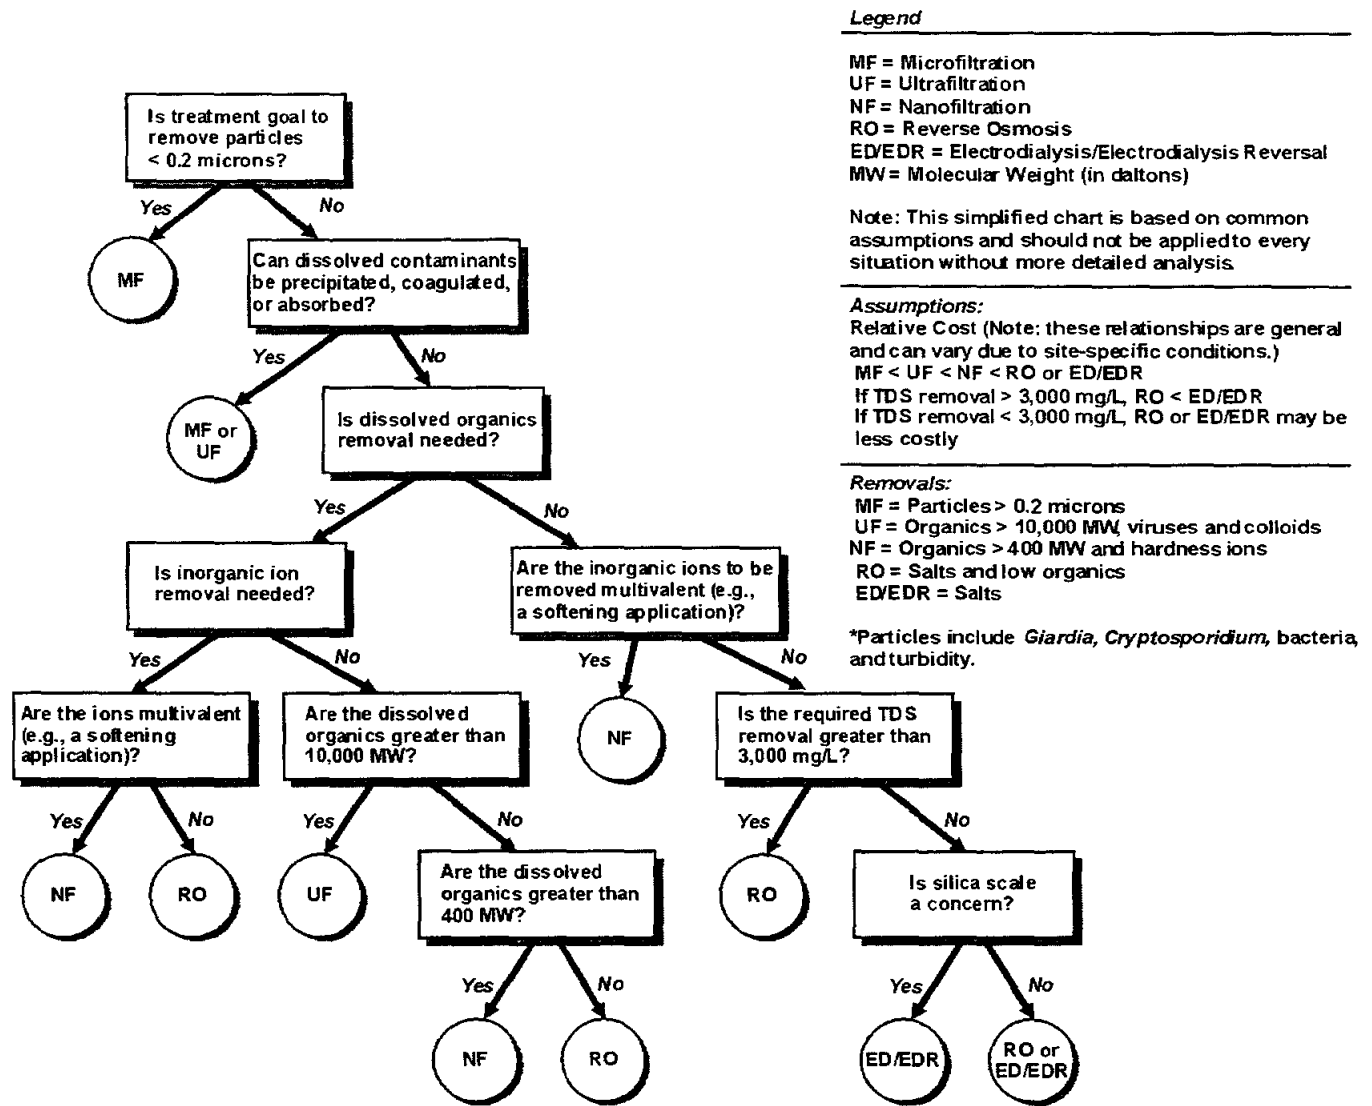 Legend
MF = Microfiltration
UF = Ultrafiltration
NF = Nanofiltration
RO = Reverse Osmosis
ED/EDR = Electrodialysis/Electrodialysis Reversal
MW = Molecular Weight (in daltons)
Note: This simplified chart is based on common
assumptions and should not be applied to every
situation without more detailed analysis.
Assumptions:
Relative Cost (Note: these relationships are general
and can vary due to site-specific conditions.)
MF < UF < NF < RO or ED/EDR
If TDS removal > 3,000 mg/L, RO < ED/EDR
If TDS removal < 3,000 mg/L, RO or ED/EDR may be
less costly
Removals:
MF = Particles > 0.2 microns
UF = Organics > 10,000 MW, viruses and colloids
NF = Organics > 400 MW and hardness ions
RO = Salts and low organics
ED/EDR = Salts
*Particles include Giardia, Cryptosporidium, bacteria,
and turbidity.
Is treatment goal to
remove particles
< 0.2 microns?
Yes
No
MF
Can dissolved contaminants
be precipitated, coagulated,
or absorbed?
Yes
No
MF or
UF
Is dissolved organics
removal needed?
Yes
No
Is inorganic ion
removal needed?
Are the inorganic ions to be
removed multivalent (e.g.,
a softening application)?
Yes
No
Yes
No
Are the ions multivalent
(e.g., a softening
application)?
Are the dissolved
organics greater than
10,000 MW?
NF
Is the required TDS
removal greater than
3,000 mg/L?
Yes
No
Yes
No
Yes
No
NF
RO
UF
Are the dissolved
organics greater than
400 MW?
RO
Is silica scale
a concern?
Yes
No
Yes
No
NF
RO
ED/EDR
RO or
ED/EDR